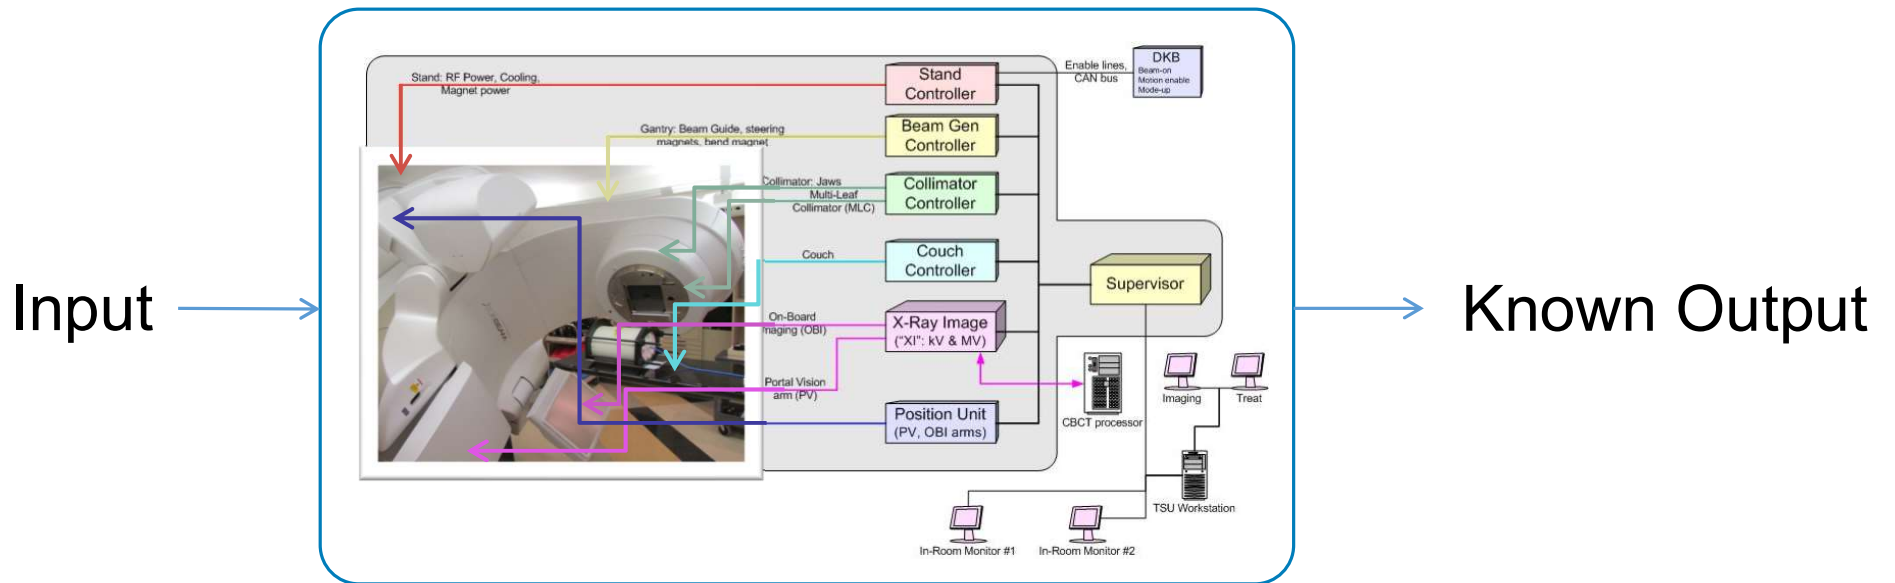 Input
Stand: RF Power, Cooling,
Magnet power
Stand
Controller
Enable lines,
CAN bus
DKB
Beam-on
Motion enable
Mode-up
Gantry: Beam Guide, steering
magnets, bend magnet
Beam Gen
Controller
Collimator: Jaws
Multi-Leaf
Collimator (MLC)
Collimator
Controller
Couch
Couch
Controller
Supervisor
On-Board
maging (OBI)
X-Ray Image
("XI": kV & MV)
Portal Vision
arm (PV)
Position Unit
(PV, OBI arms)
CBCT processor
Imaging
Treat
TSU Workstation
In-Room Monitor #1
In-Room Monitor #2
Known Output